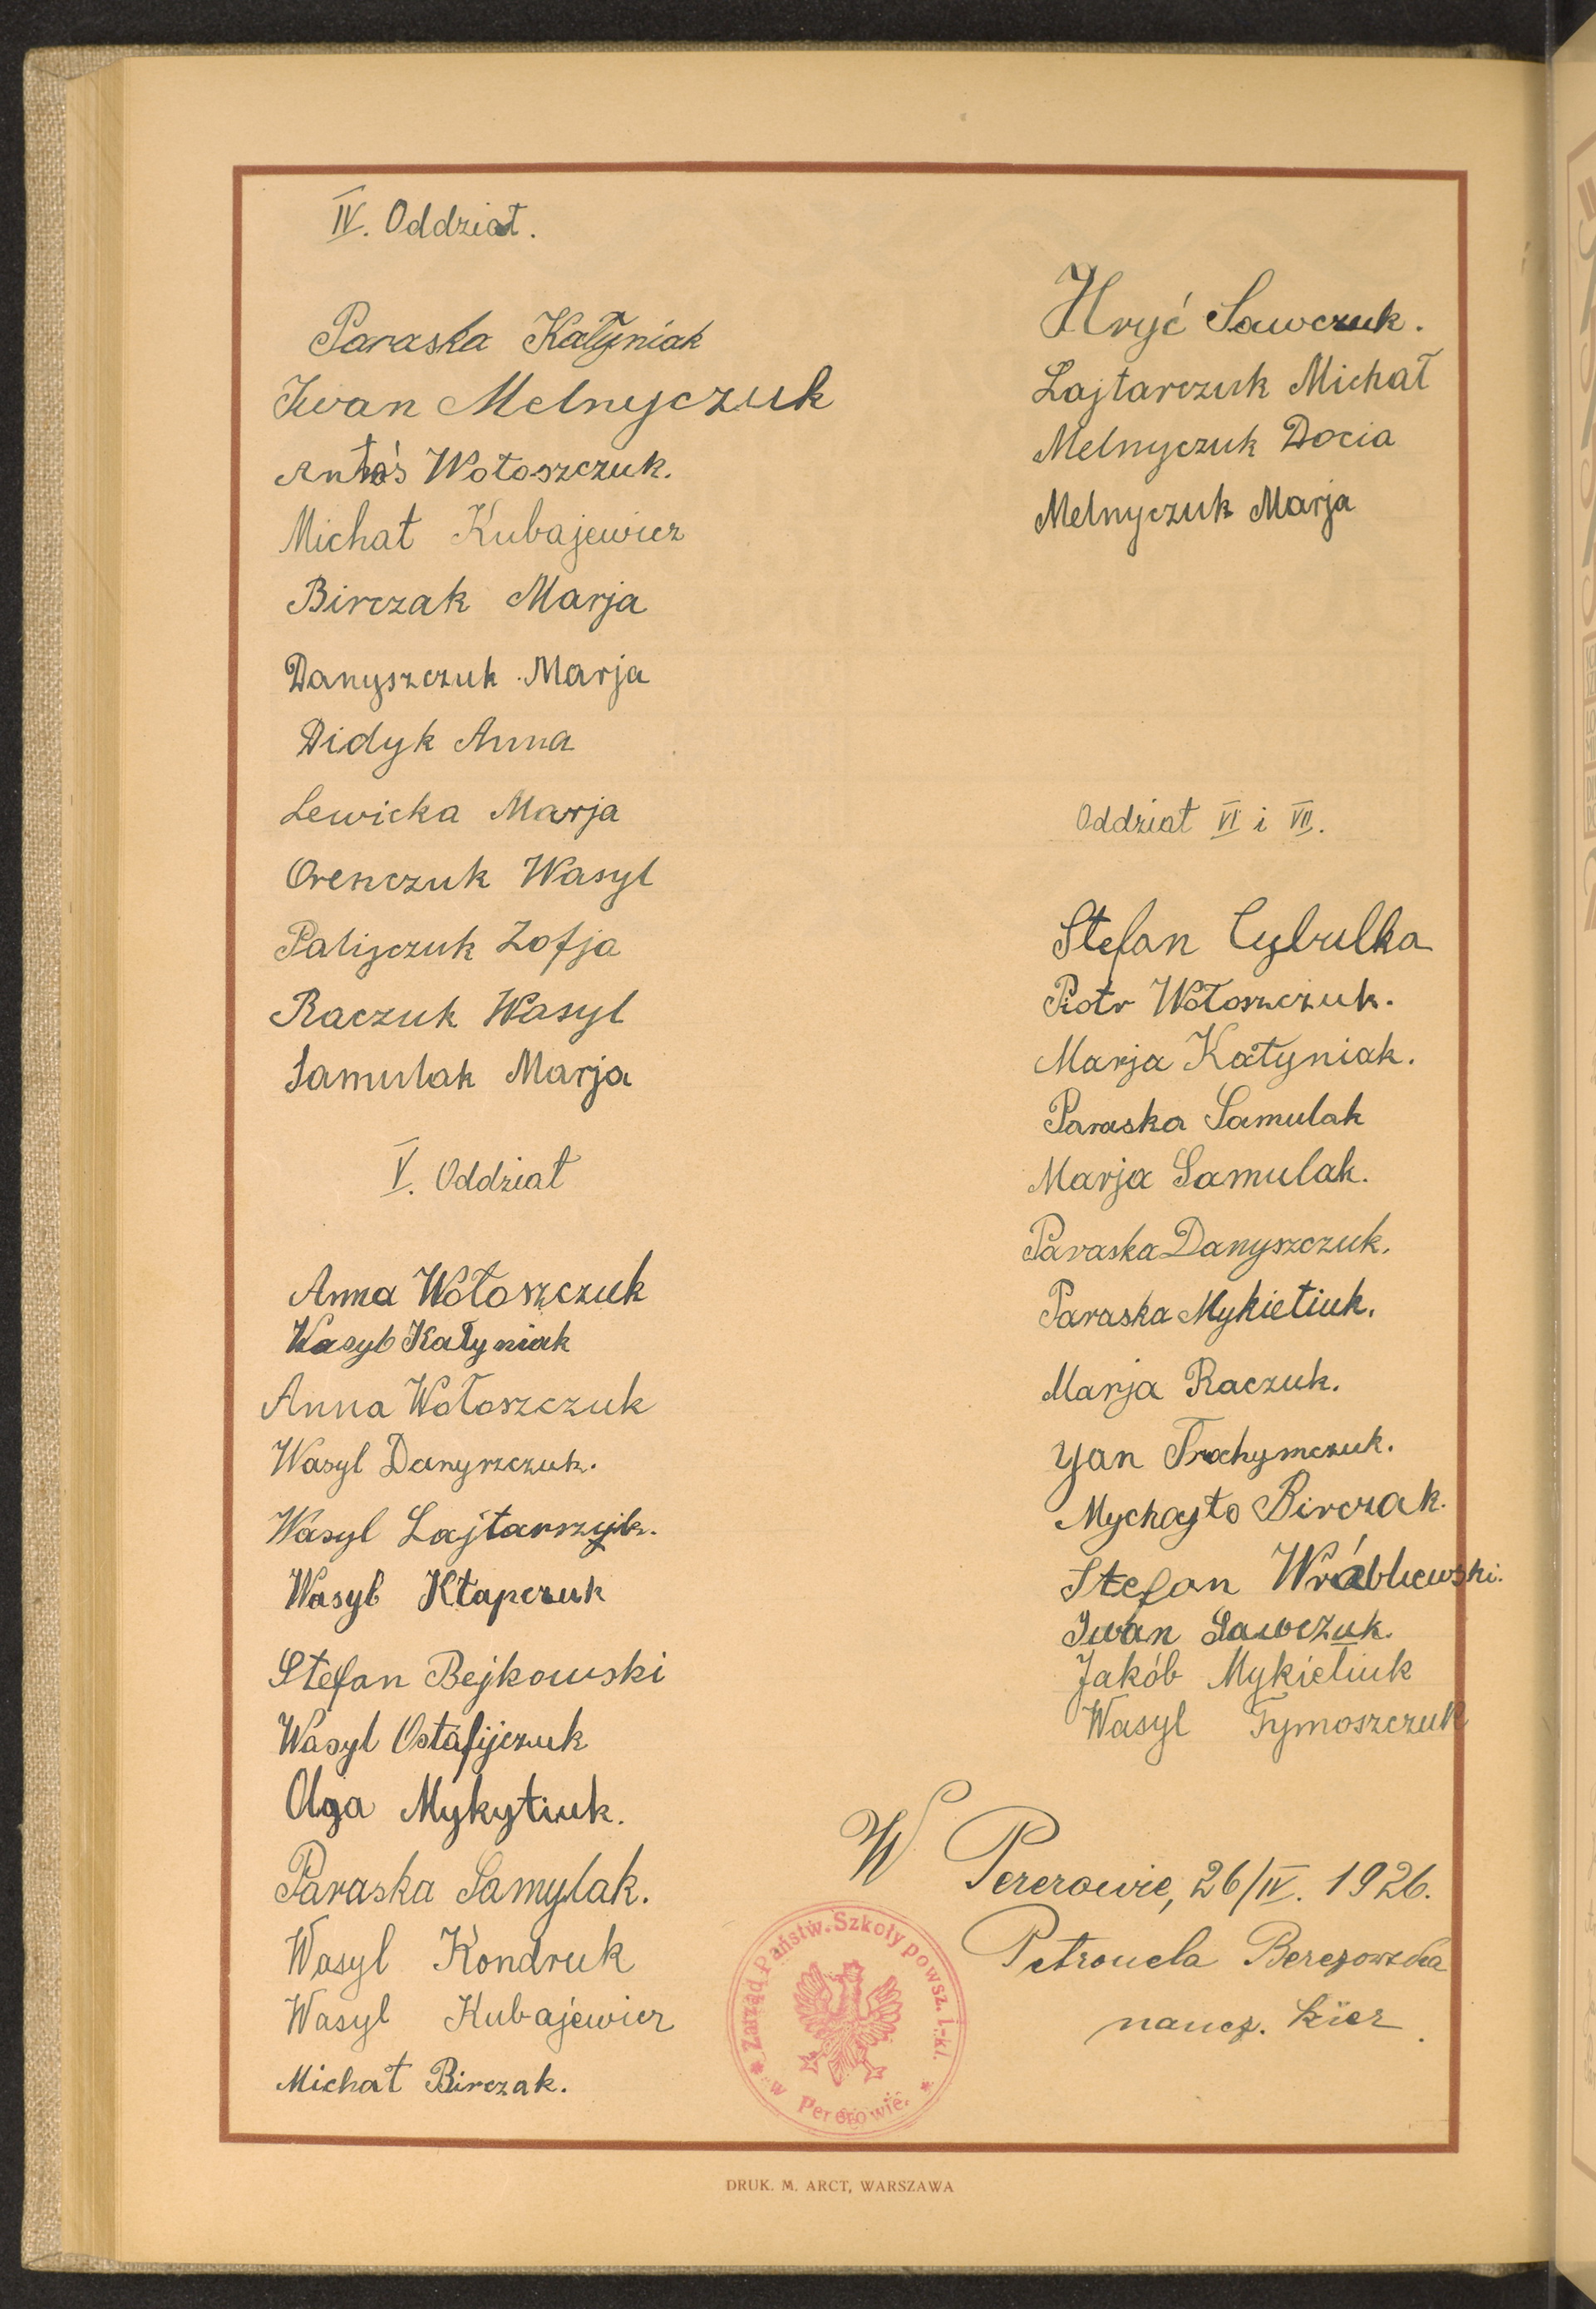 IV. Oddział.
Paraska Kałyniak
Iwan Melnyczuk
Antoś Wołoszczuk.
Michał Kubajewicz
Birczak Marja
Danyszczuk Marja
Didyk Anna
Lewicka Marja
Orenczuk Wasyl
Palijczuk Zofja
Raczuk Wasyl
Samulak Marja
V. Oddział
Anna Wołoszczuk
Wasyl Kałyniak
Anna Wołoszczuk
Wasyl Danyszczuk.
Wasyl Lajtarczuk.
Wasyl Kłapczuk
Stefan Bejkowski
Wasyl Ostafijczuk
Olga Mykytiuk.
Paraska Samylak.
Wasyl Kondruk
Wasyl Kubajewicz
Michał Birczak.
Hryć Sawczuk.
Lajtarczuk Michał
Melnyczuk Docia
Melnyczuk Marja
Oddział VI i VII.
Stefan Cybulka
Piotr Wołoszczuk.
Marja Kałyniak.
Paraska Samulak
Marja Samulak.
Paraska Danyszczuk.
Paraska Mykietiuk.
Marja Raczuk.
Yan Trochymczuk.
Mychajło Birczak.
Stefan Wróblewski.
Iwan Sawczuk.
Jakób Mykietiuk
Wasyl Tymoszczuk
W Pererowie, 26/IV. 1926.
Petronela Berezowska
naucz. kier.
* Zarząd Państw. Szkoły powsz. 1-kl. *
w Pererowie.
DRUK. M. ARCT, WARSZAWA